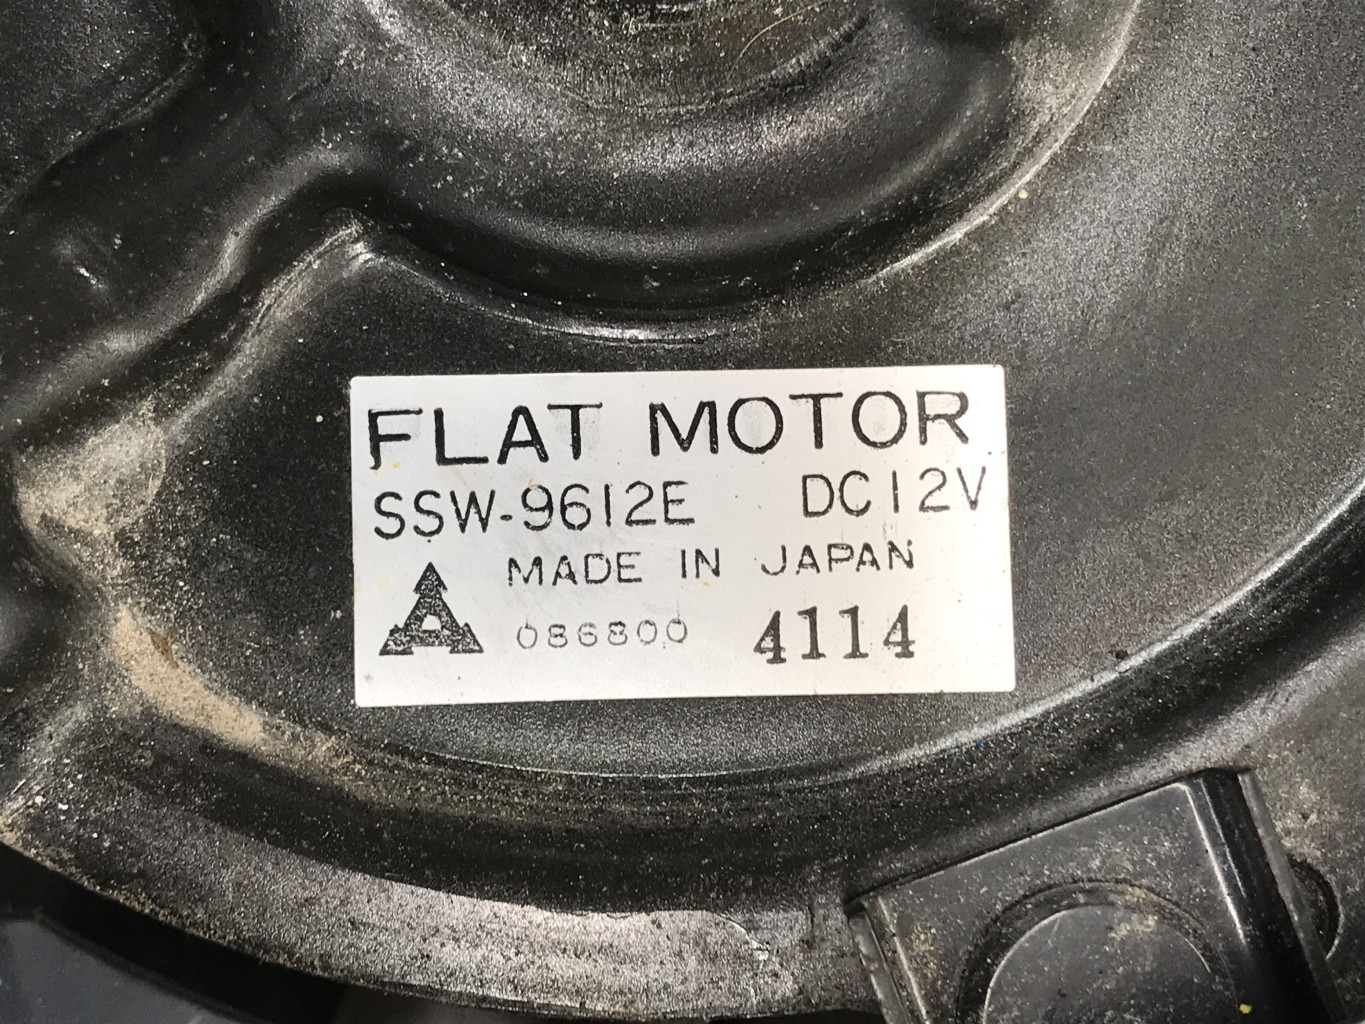 FLAT MOTOR
SSW-9612E DC12V
MADE IN JAPAN
086800 4114